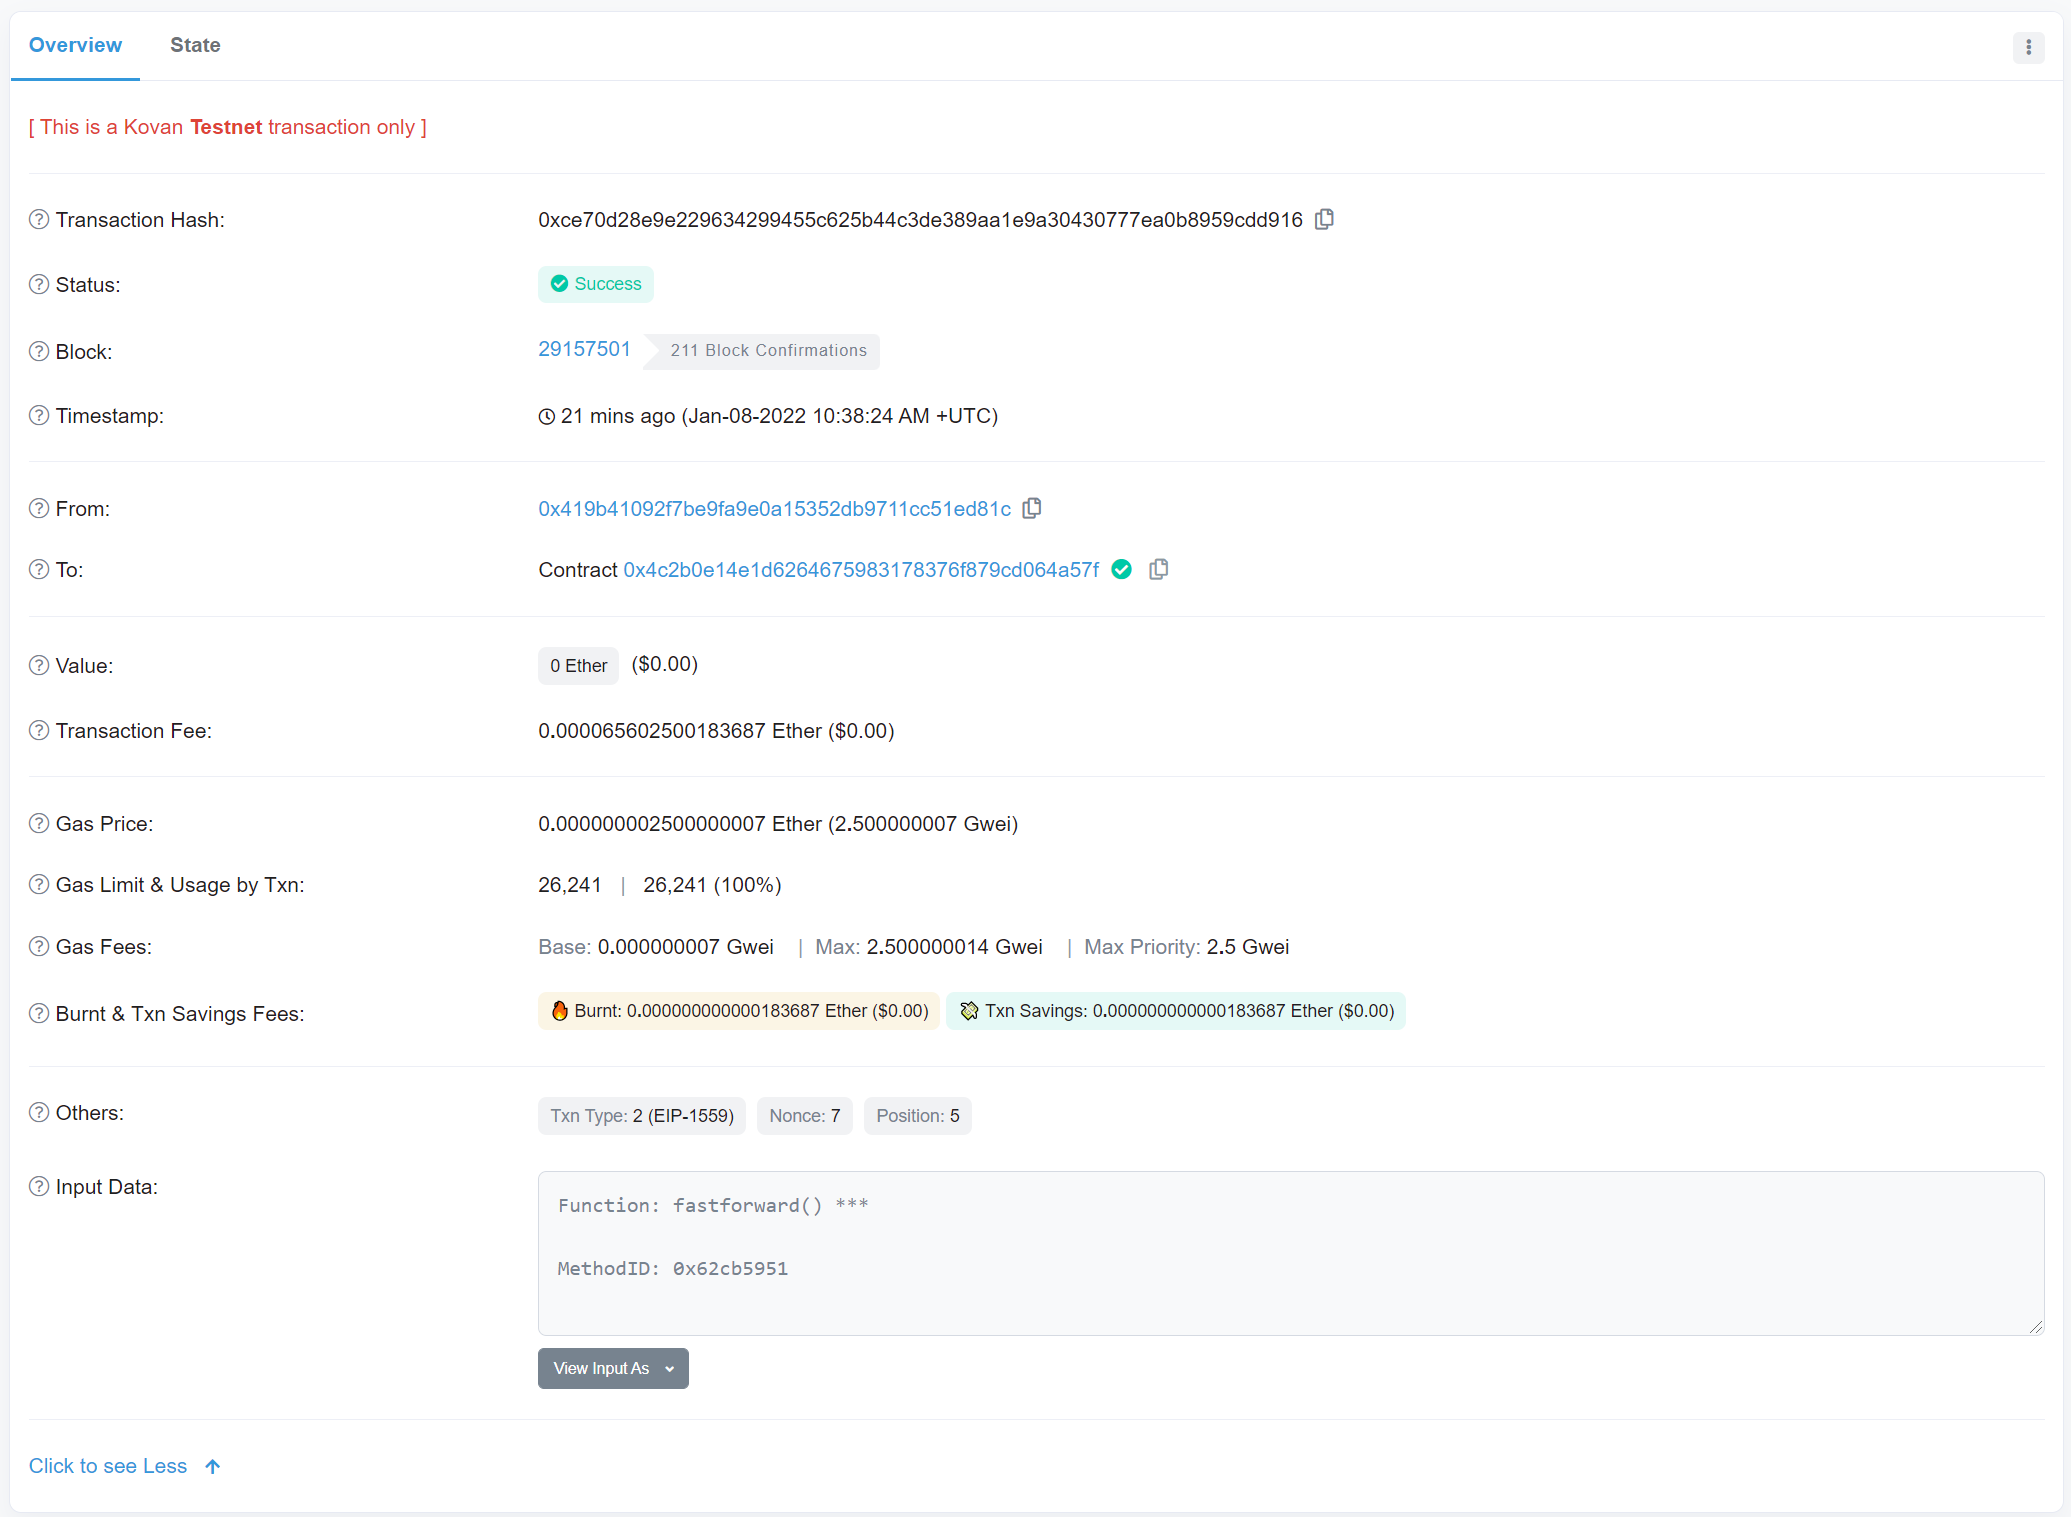 Overview State
[ This is a Kovan Testnet transaction only ]
Transaction Hash: 0xce70d28e9e229634299455c625b44c3de389aa1e9a30430777ea0b8959cdd916
Status: Success
Block: 29157501 211 Block Confirmations
Timestamp: 21 mins ago (Jan-08-2022 10:38:24 AM +UTC)
From: 0x419b41092f7be9fa9e0a15352db9711cc51ed81c
To: Contract 0x4c2b0e14e1d6264675983178376f879cd064a57f
Value: 0 Ether ($0.00)
Transaction Fee: 0.000065602500183687 Ether ($0.00)
Gas Price: 0.000000002500000007 Ether (2.500000007 Gwei)
Gas Limit & Usage by Txn: 26,241 | 26,241 (100%)
Gas Fees: Base: 0.000000007 Gwei | Max: 2.500000014 Gwei | Max Priority: 2.5 Gwei
Burnt & Txn Savings Fees: Burnt: 0.000000000000183687 Ether ($0.00) Txn Savings: 0.000000000000183687 Ether ($0.00)
Others: Txn Type: 2 (EIP-1559) Nonce: 7 Position: 5
Input Data: Function: fastforward() ***
MethodID: 0x62cb5951
View Input As
Click to see Less